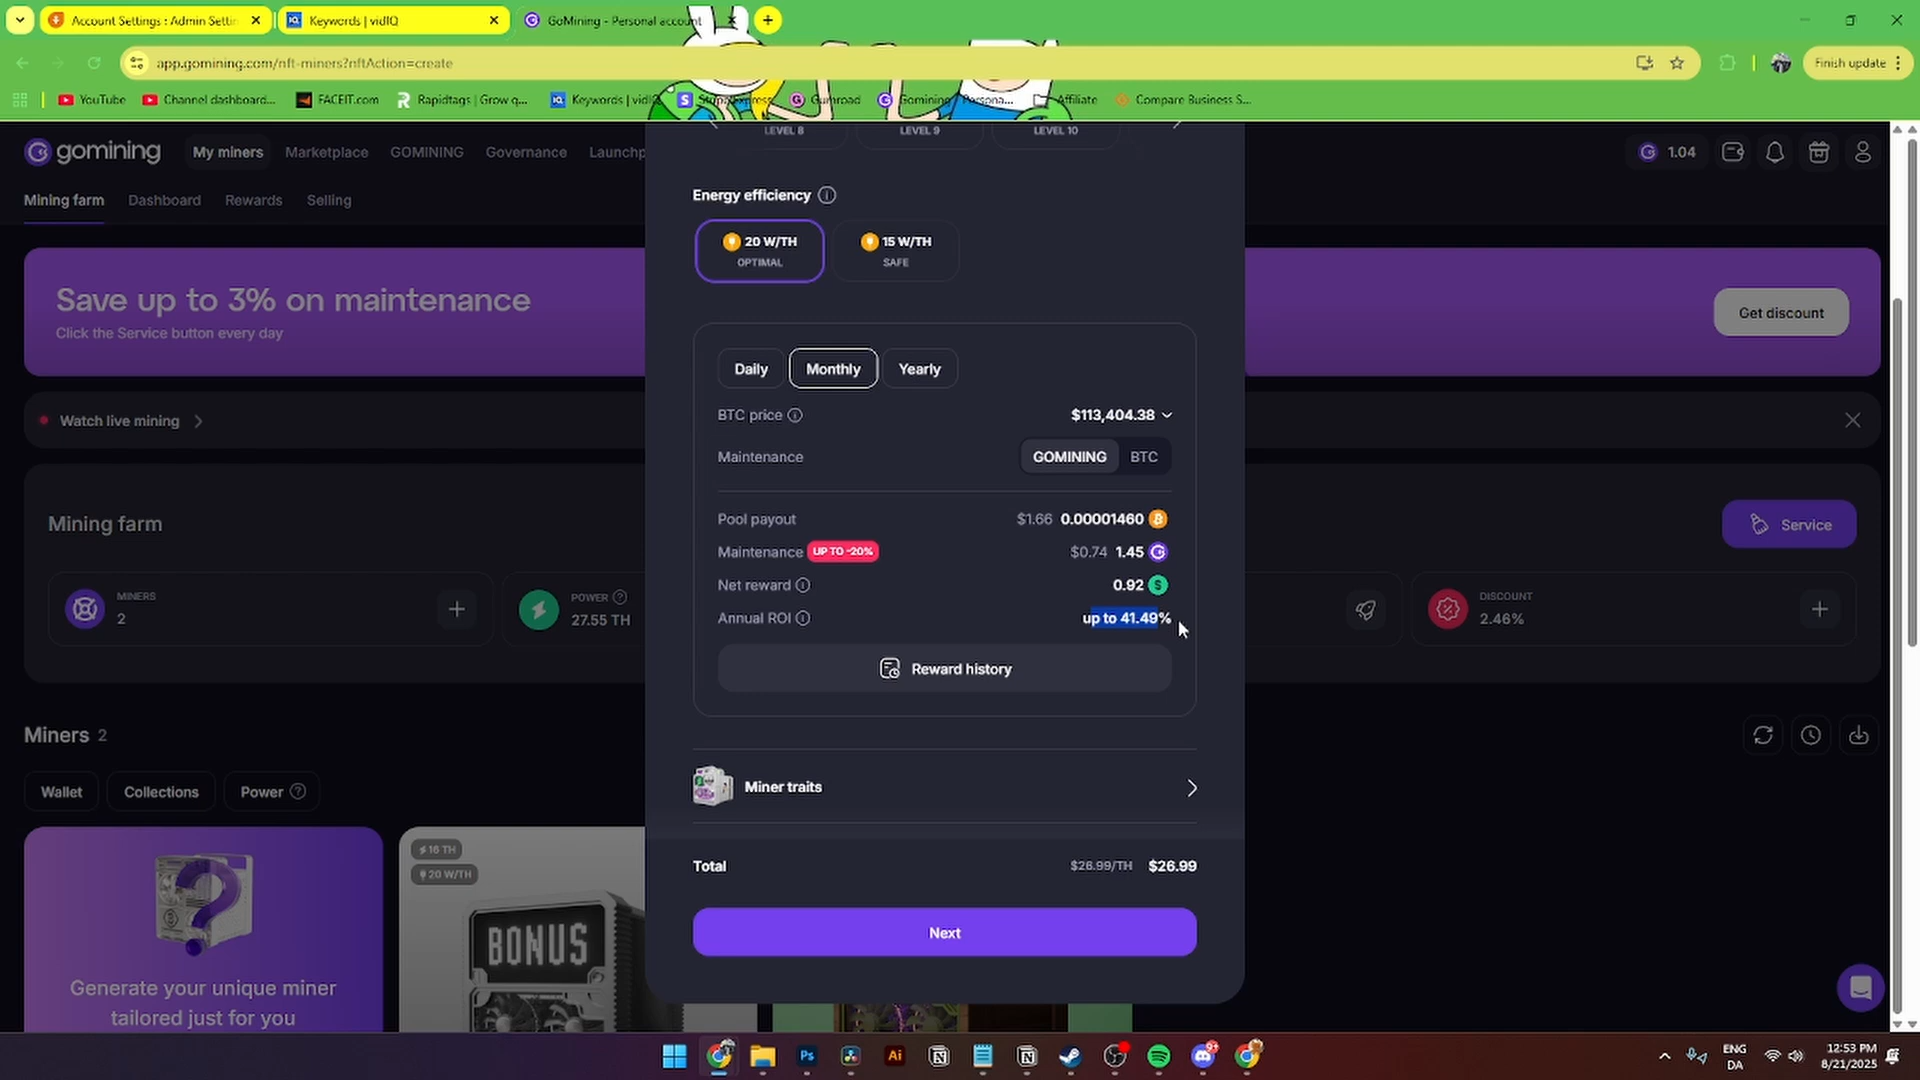 Account Settings : Admin Settin
Keywords | vidIQ
GoMining - Personal account
app.gomining.com/nft-miners?nftAction=create
Finish update
YouTube
Channel dashboard...
FACEIT.com
Rapidtags | Grow q...
Keywords | vidIQ
Gumroad
Gomining - Persona...
Affiliate
Compare Business S...
gomining
My miners
Marketplace
GOMINING
Governance
Launchp
1.04
Mining farm
Dashboard
Rewards
Selling
LEVEL 8
LEVEL 9
LEVEL 10
Energy efficiency
20 W/TH
OPTIMAL
15 W/TH
SAFE
Save up to 3% on maintenance
Click the Service button every day
Get discount
Daily
Monthly
Yearly
BTC price
$113,404.38
Watch live mining
Maintenance
GOMINING
BTC
Mining farm
Service
Pool payout
$1.66 0.00001460
Maintenance UP TO -20%
$0.74 1.45
Net reward
0.92
Annual ROI
up to 41.49%
MINERS
2
POWER
27.55 TH
DISCOUNT
2.46%
Reward history
Miners 2
Wallet
Collections
Power
Miner traits
Total
$26.99/TH $26.99
Next
16 TH
20 W/TH
BONUS
Generate your unique miner
tailored just for you
ENG
DA
12:53 PM
8/21/2025